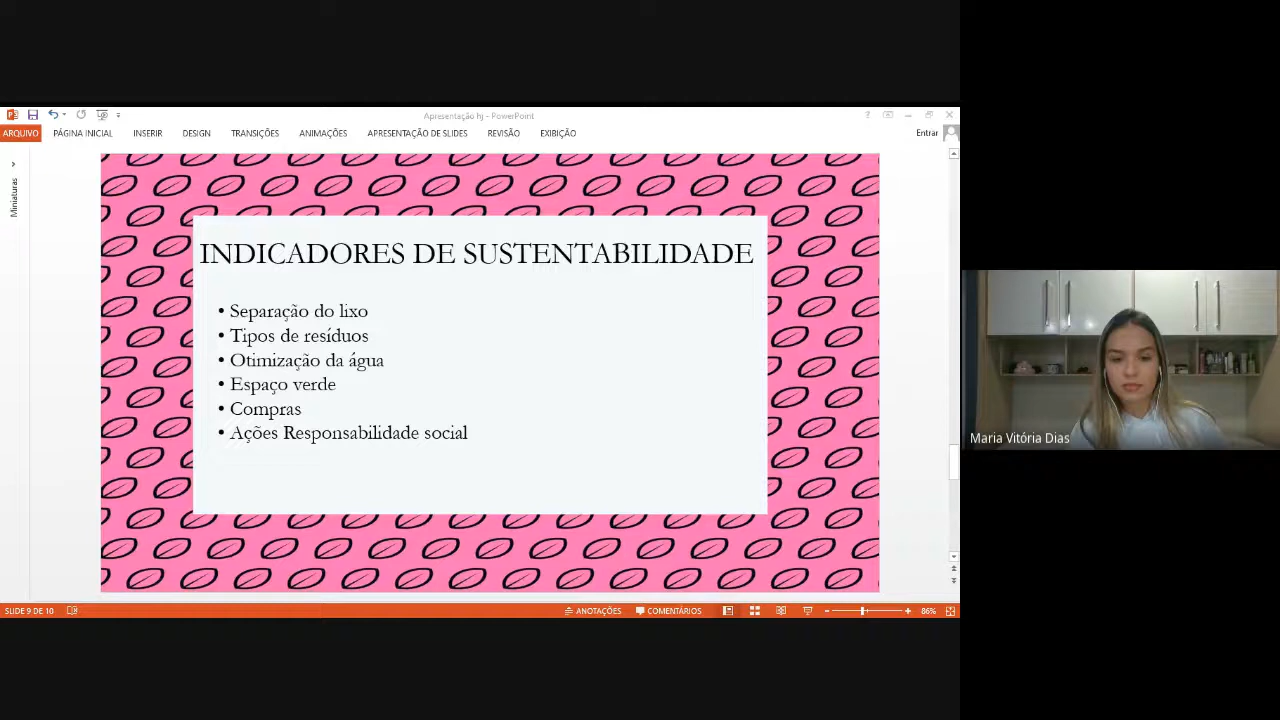 Apresentação hj - PowerPoint
ARQUIVO PÁGINA INICIAL INSERIR DESIGN TRANSIÇÕES ANIMAÇÕES APRESENTAÇÃO DE SLIDES REVISÃO EXIBIÇÃO Entrar
Miniaturas
INDICADORES DE SUSTENTABILIDADE
• Separação do lixo
• Tipos de resíduos
• Otimização da água
• Espaço verde
• Compras
• Ações Responsabilidade social
Maria Vitória Dias
SLIDE 9 DE 10 ANOTAÇÕES COMENTÁRIOS 86%